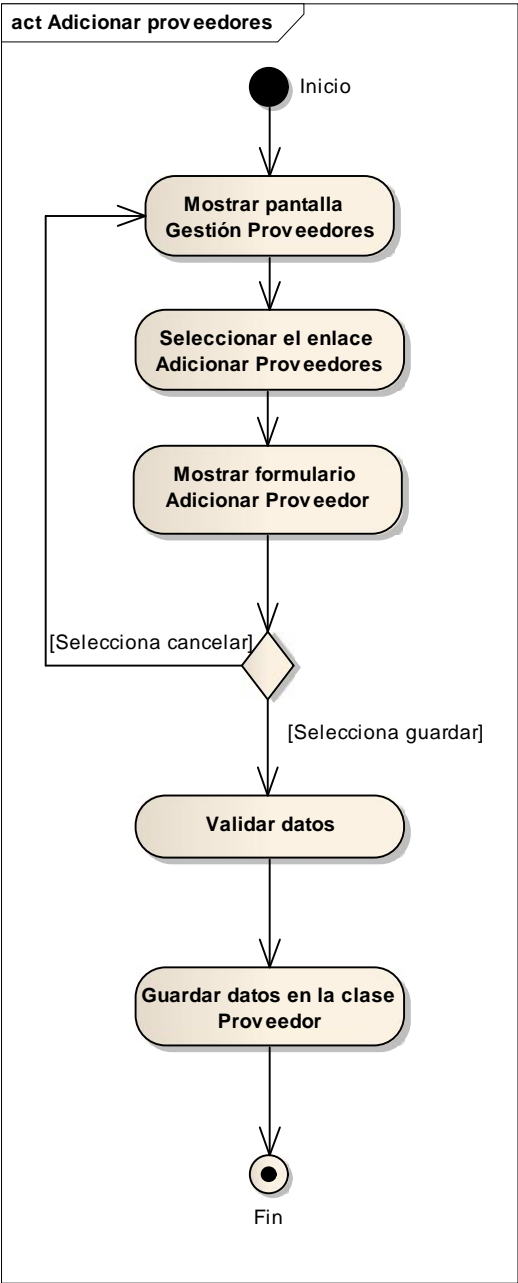 act Adicionar proveedores
Inicio
Mostrar pantalla
Gestión Proveedores
Seleccionar el enlace
Adicionar Proveedores
Mostrar formulario
Adicionar Proveedor
[Selecciona cancelar]
[Selecciona guardar]
Validar datos
Guardar datos en la clase
Proveedor
Fin